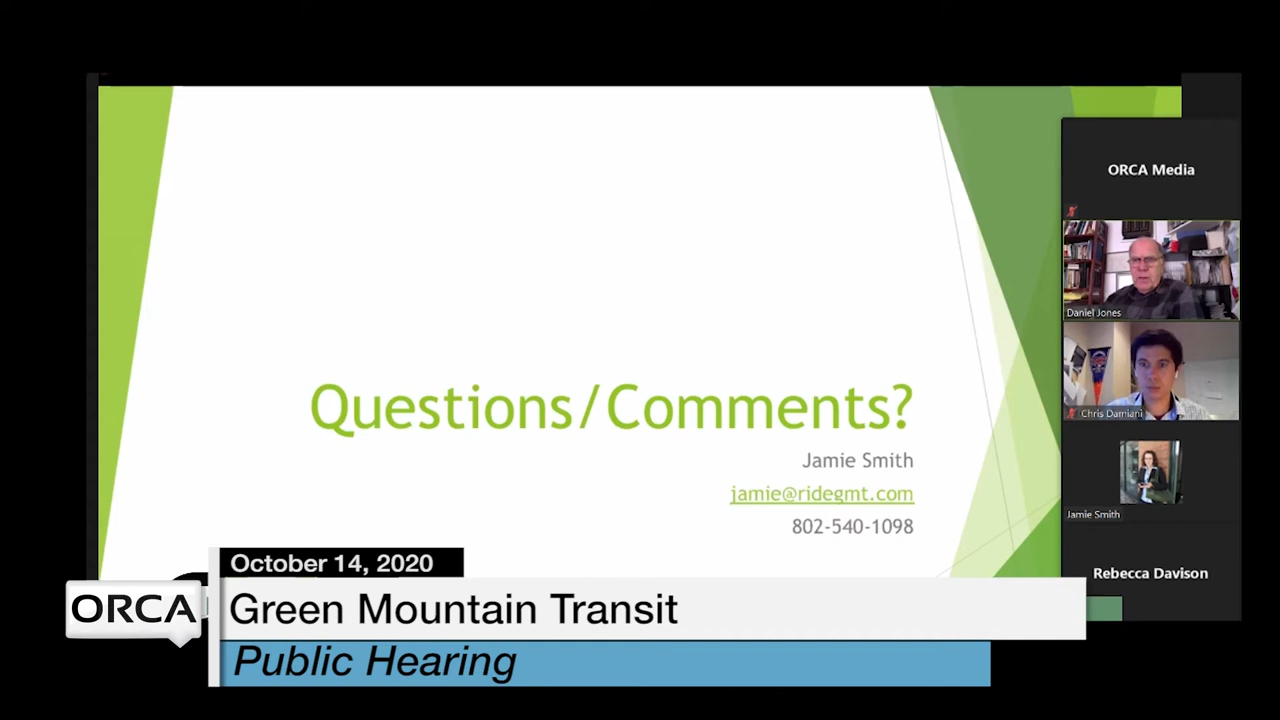 Questions/Comments?
Jamie Smith
jamie@ridegmt.com
802-540-1098
ORCA Media
Daniel Jones
Chris Damiani
Jamie Smith
Rebecca Davison
October 14, 2020
ORCA
Green Mountain Transit
Public Hearing